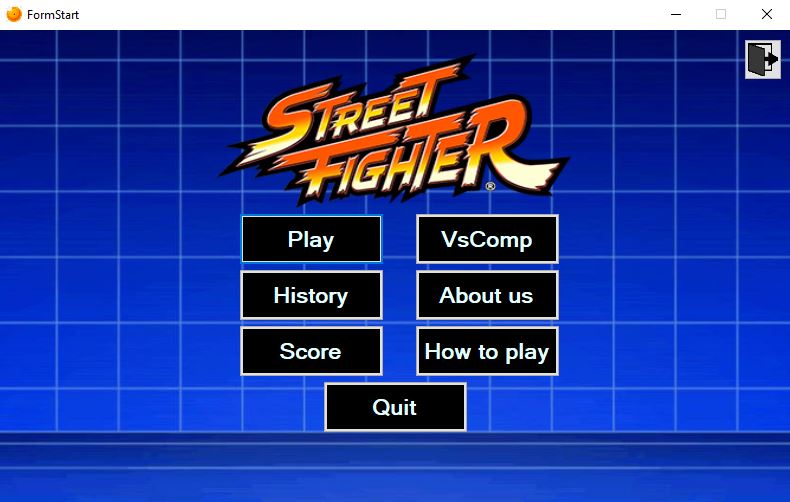 FormStart
STREET
FIGHTER®
Play
VsComp
History
About us
Score
How to play
Quit